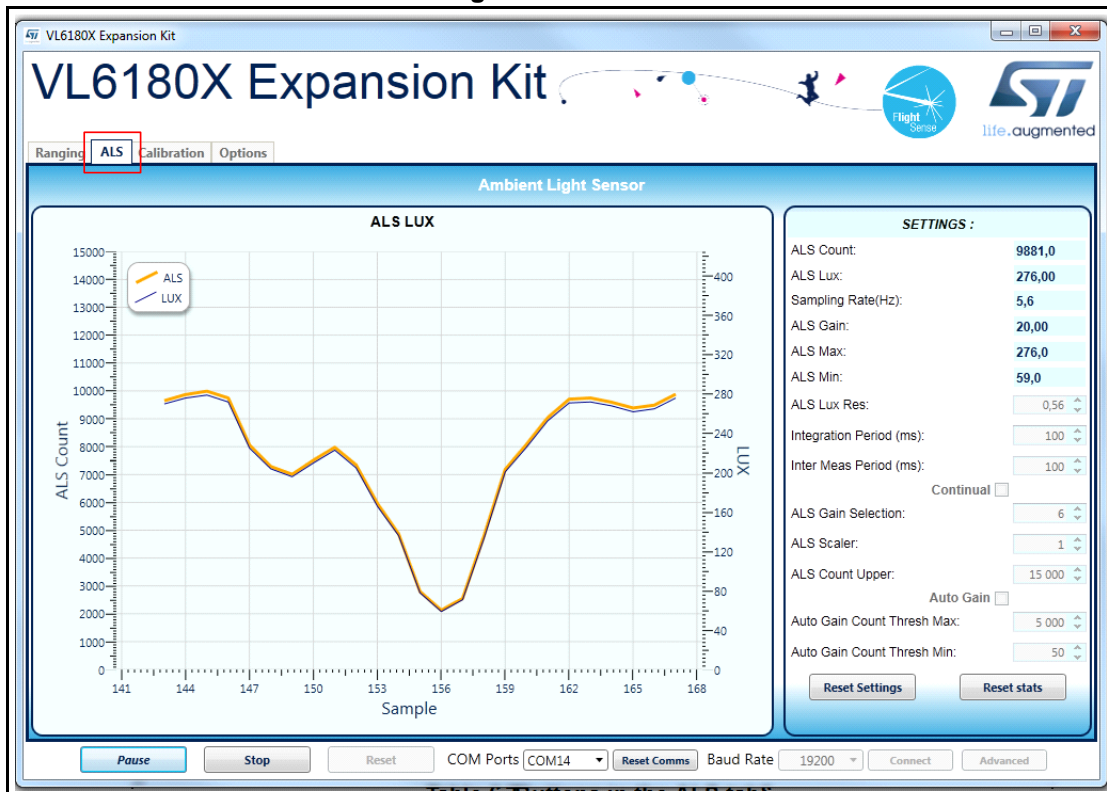 VL6180X Expansion Kit
VL6180X Expansion Kit
Flight
Sense
life.augmented
Ranging ALS Calibration Options
Ambient Light Sensor
ALS LUX
ALS
LUX
15000
14000
13000
12000
11000
10000
9000
8000
7000
6000
5000
4000
3000
2000
1000
0
ALS Count
400
360
320
280
240
200
160
120
80
40
0
LUX
141 144 147 150 153 156 159 162 165 168
Sample
SETTINGS :
ALS Count: 9881,0
ALS Lux: 276,00
Sampling Rate(Hz): 5,6
ALS Gain: 20,00
ALS Max: 276,0
ALS Min: 59,0
ALS Lux Res: 0,56
Integration Period (ms): 100
Inter Meas Period (ms): 100
Continual
ALS Gain Selection: 6
ALS Scaler: 1
ALS Count Upper: 15 000
Auto Gain
Auto Gain Count Thresh Max: 5 000
Auto Gain Count Thresh Min: 50
Reset Settings Reset stats
Pause Stop Reset COM Ports COM14 Reset Comms Baud Rate 19200 Connect Advanced